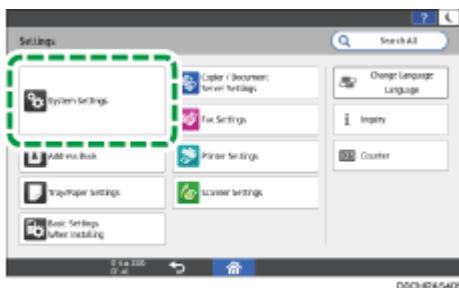 ?
Settings
Search All
System Settings
Copier / Document
Server Settings
Change Language
Language
Fax Settings
Inquiry
Address Book
Printer Settings
Counter
Tray/Paper Settings
Scanner Settings
Basic Settings
When Installing